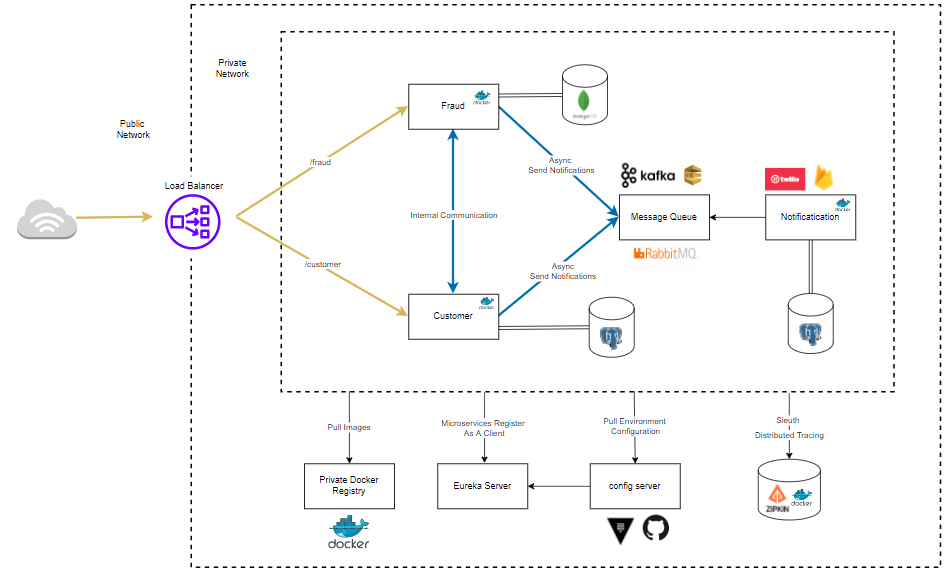 Private
Network
Public
Network
Load Balancer
/fraud
/customer
Fraud
docker
Internal Communication
Customer
docker
Async
Send Notifications
Async
Send Notifications
kafka
Message Queue
RabbitMQ
twilio
Notificatication
docker
Pull Images
Microservices Register
As A Client
Pull Environment
Configuration
Sleuth
Distributed Tracing
Private Docker
Registry
docker
Eureka Server
config server
ZIPKIN
docker